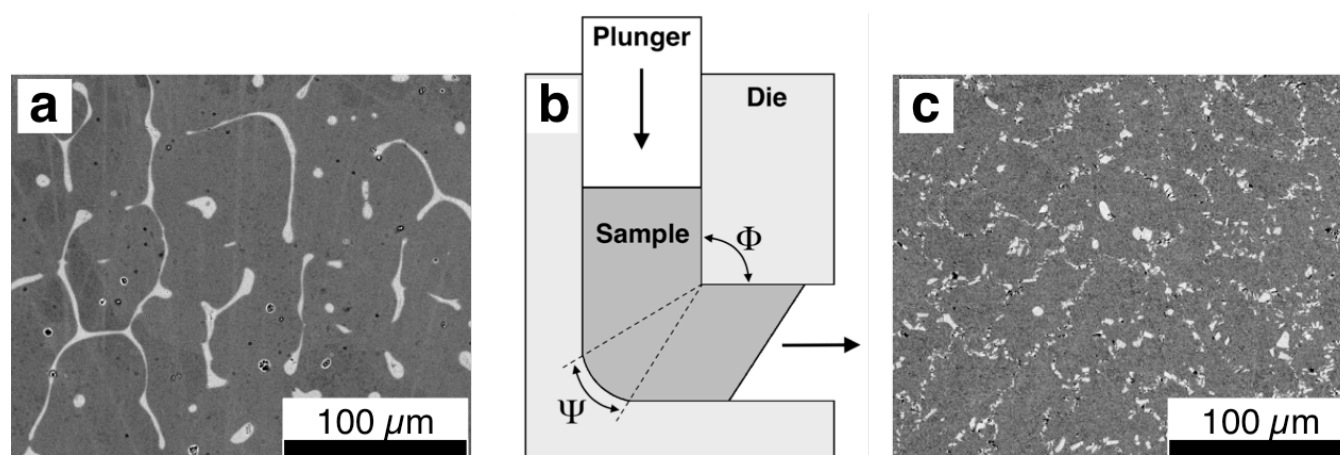 a
100 µm
b
Plunger
Die
Sample
Φ
Ψ
c
100 µm